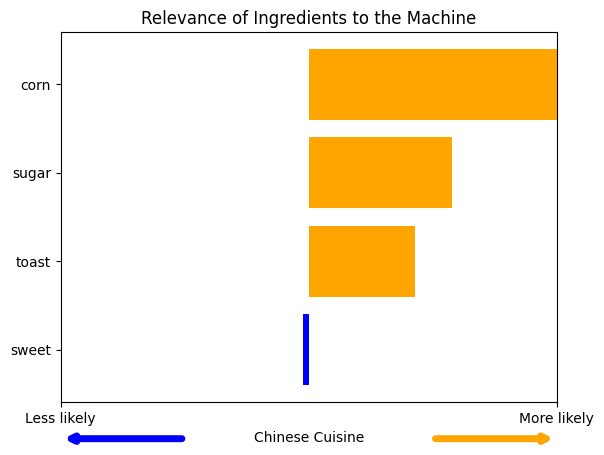 Relevance of Ingredients to the Machine
corn
sugar
toast
sweet
Less likely
More likely
Chinese Cuisine